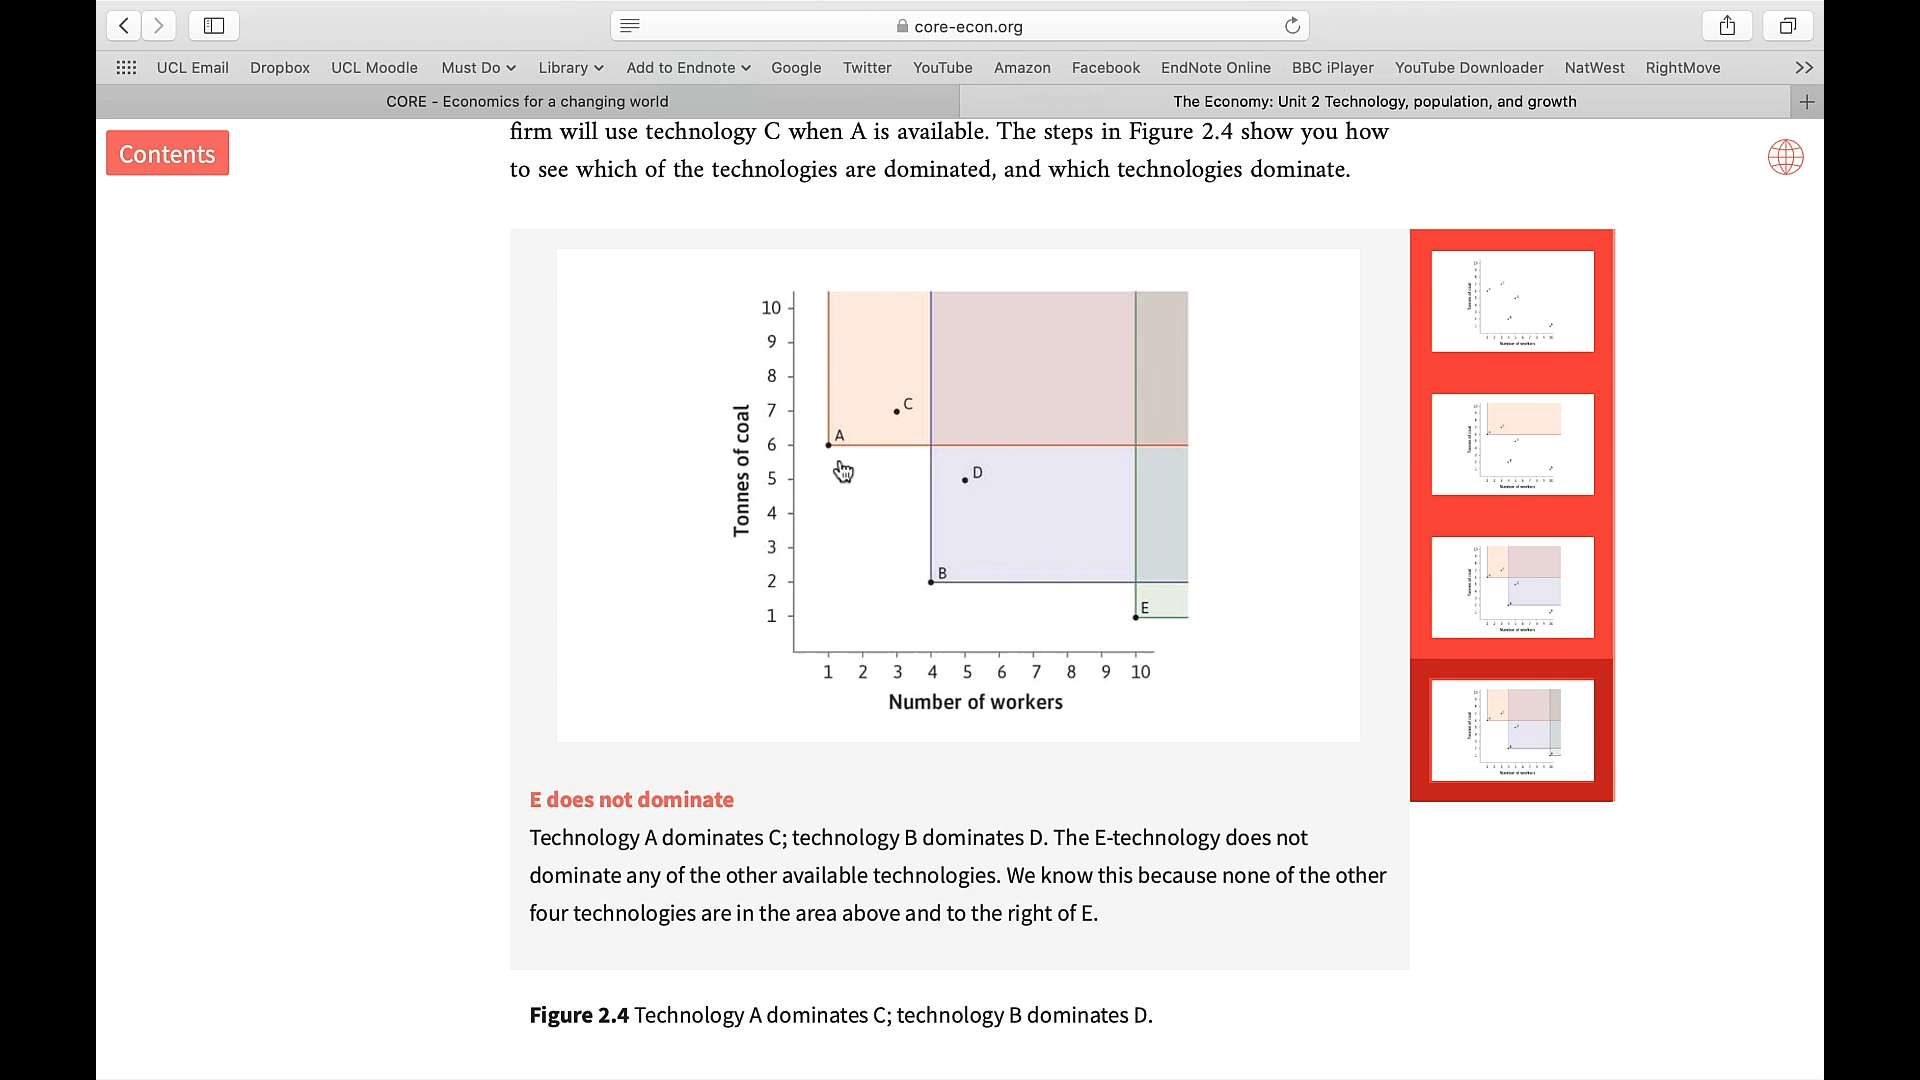 core-econ.org
UCL Email Dropbox UCL Moodle Must Do Library Add to Endnote Google Twitter YouTube Amazon Facebook EndNote Online BBC iPlayer YouTube Downloader NatWest RightMove
CORE - Economics for a changing world
The Economy: Unit 2 Technology, population, and growth
Contents
firm will use technology C when A is available. The steps in Figure 2.4 show you how
to see which of the technologies are dominated, and which technologies dominate.
10
9
8
7
6
5
4
3
2
1
Tonnes of coal
C
A
D
B
E
1 2 3 4 5 6 7 8 9 10
Number of workers
E does not dominate
Technology A dominates C; technology B dominates D. The E-technology does not
dominate any of the other available technologies. We know this because none of the other
four technologies are in the area above and to the right of E.
Figure 2.4 Technology A dominates C; technology B dominates D.